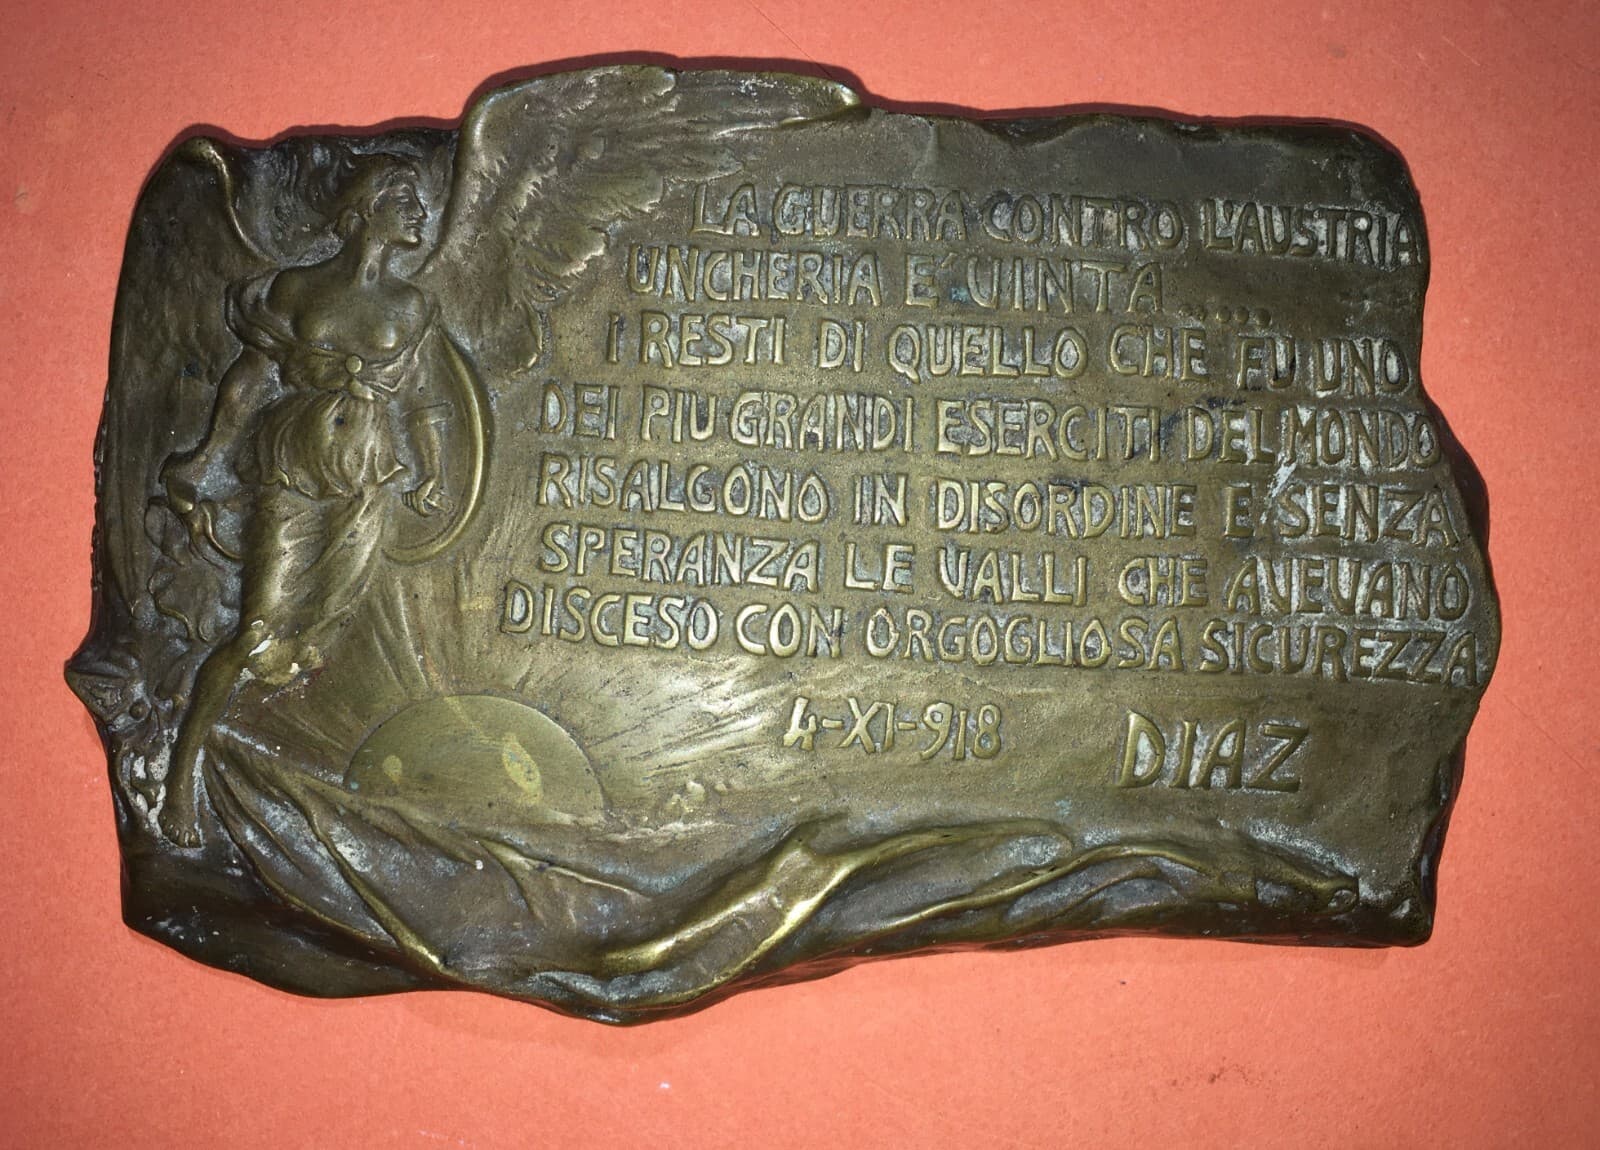 LA GUERRA CONTRO L'AUSTRIA
UNGHERIA E' VINTA.....
I RESTI DI QUELLO CHE FU UNO
DEI PIU GRANDI ESERCITI DEL MONDO
RISALGONO IN DISORDINE E SENZA
SPERANZA LE VALLI CHE AVEVANO
DISCESO CON ORGOGLIOSA SICUREZZA
4-XI-918 DIAZ